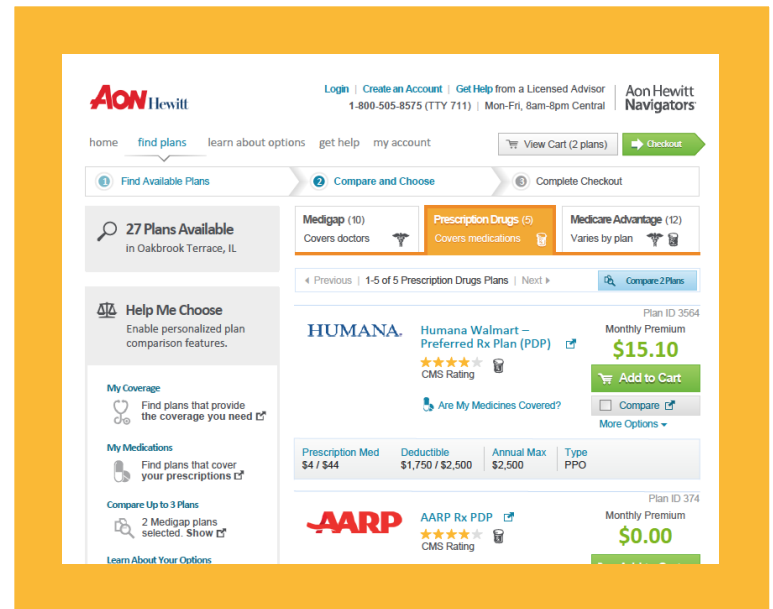 AON Hewitt
Login | Create an Account | Get Help from a Licensed Advisor
1-800-505-8575 (TTY 711) | Mon-Fri, 8am-8pm Central
Aon Hewitt
Navigators
home find plans learn about options get help my account
View Cart (2 plans)
Checkout
1 Find Available Plans
2 Compare and Choose
3 Complete Checkout
27 Plans Available
in Oakbrook Terrace, IL
Medigap (10)
Covers doctors
Prescription Drugs (5)
Covers medications
Medicare Advantage (12)
Varies by plan
Previous | 1-5 of 5 Prescription Drugs Plans | Next
Compare 2 Plans
Help Me Choose
Enable personalized plan
comparison features.
My Coverage
Find plans that provide
the coverage you need
My Medications
Find plans that cover
your prescriptions
Compare Up to 3 Plans
2 Medigap plans
selected. Show
Learn About Your Options
Plan ID 3564
HUMANA.
Humana Walmart –
Preferred Rx Plan (PDP)
CMS Rating
Are My Medicines Covered?
Monthly Premium
$15.10
Add to Cart
Compare
More Options
Prescription Med Deductible Annual Max Type
$4 / $44 $1,750 / $2,500 $2,500 PPO
Plan ID 374
AARP
AARP Rx PDP
CMS Rating
Monthly Premium
$0.00